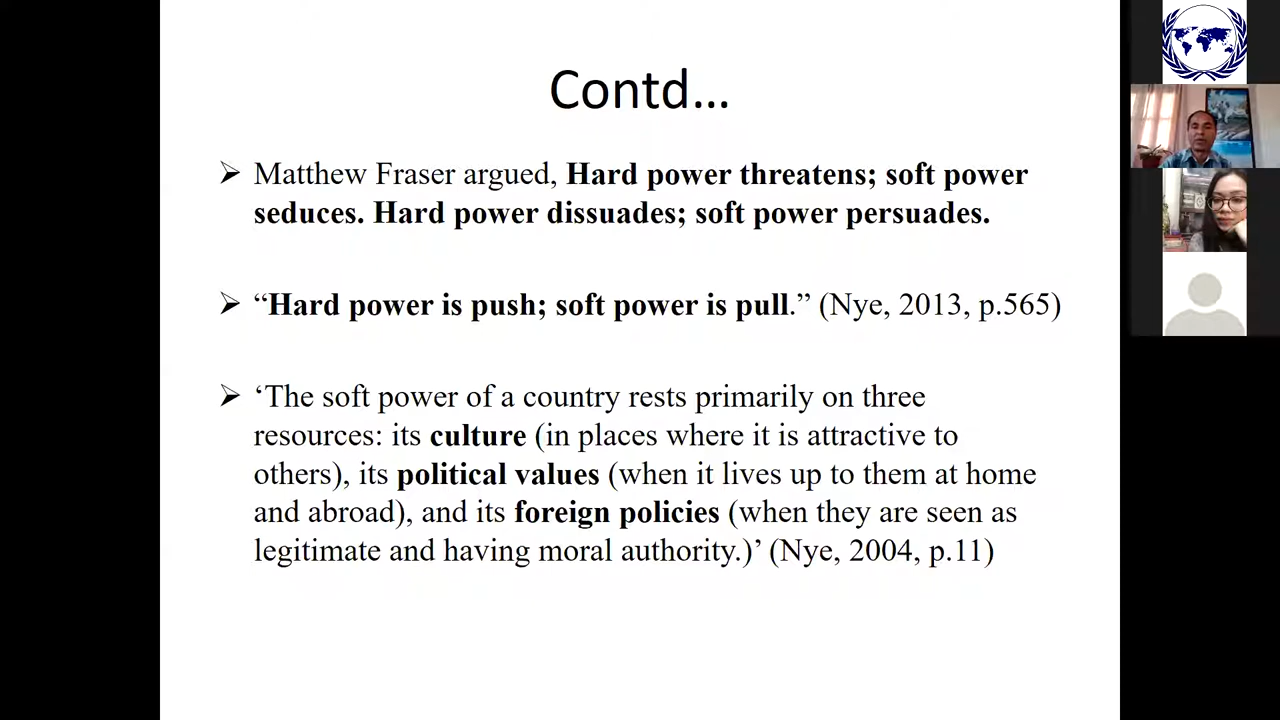 Contd...
➢ Matthew Fraser argued, Hard power threatens; soft power
seduces. Hard power dissuades; soft power persuades.
➢ “Hard power is push; soft power is pull.” (Nye, 2013, p.565)
➢ ‘The soft power of a country rests primarily on three
resources: its culture (in places where it is attractive to
others), its political values (when it lives up to them at home
and abroad), and its foreign policies (when they are seen as
legitimate and having moral authority.)’ (Nye, 2004, p.11)